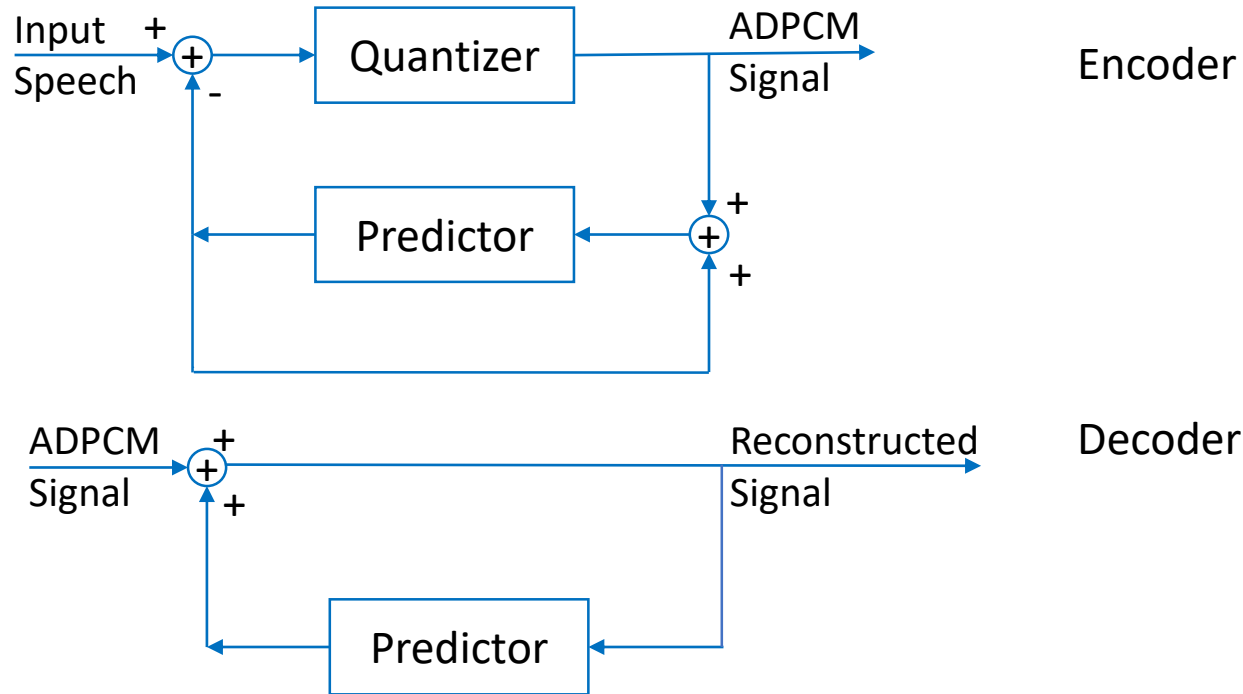 Input
Speech
+
+
-
Quantizer
ADPCM
Signal
Encoder
Predictor
+
+
+
ADPCM
Signal
+
+
+
Reconstructed
Signal
Decoder
Predictor